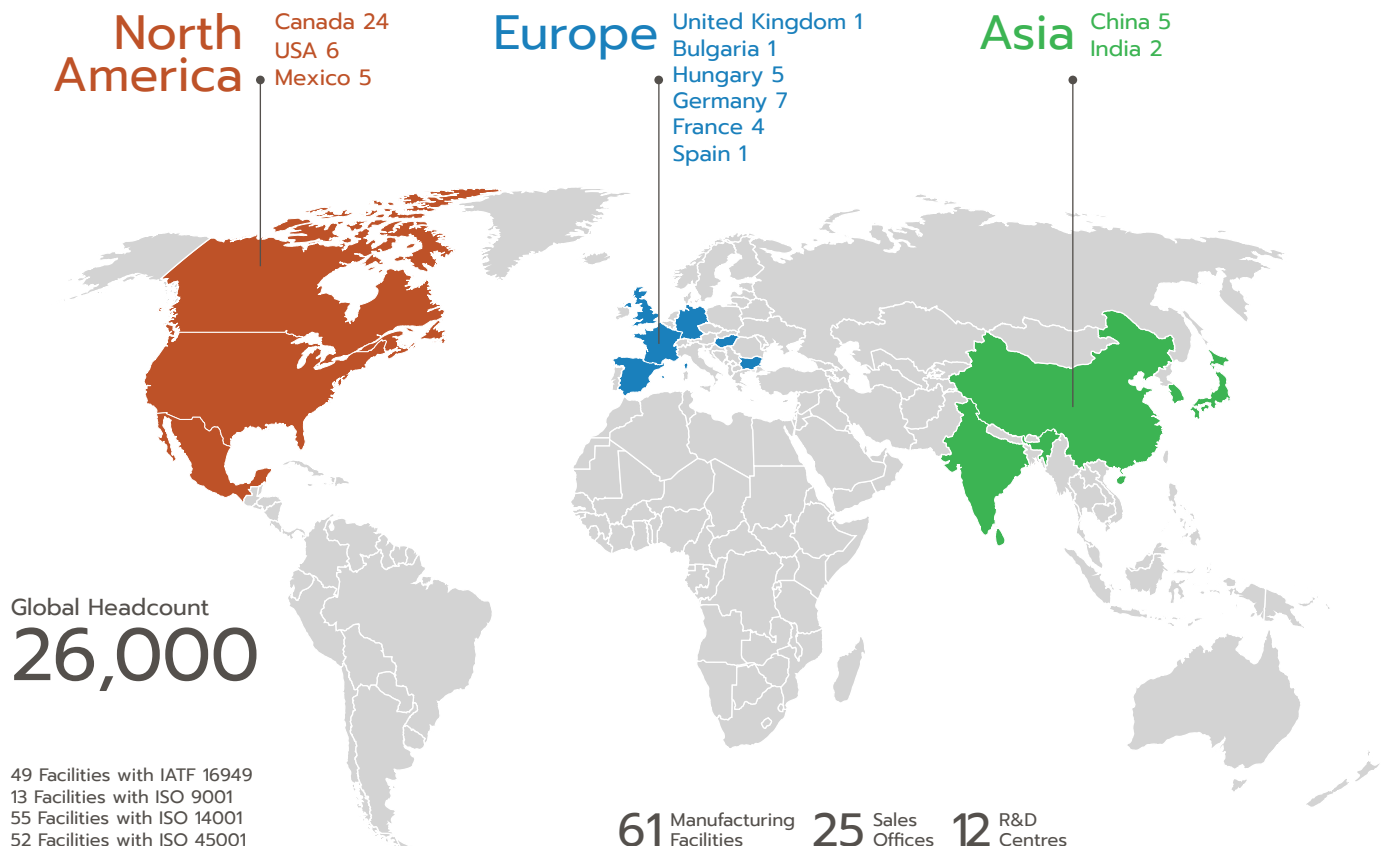 North
America
Canada 24
USA 6
Mexico 5
Europe
United Kingdom 1
Bulgaria 1
Hungary 5
Germany 7
France 4
Spain 1
Asia
China 5
India 2
Global Headcount
26,000
49 Facilities with IATF 16949
13 Facilities with ISO 9001
55 Facilities with ISO 14001
52 Facilities with ISO 45001
61 Manufacturing
Facilities
25 Sales
Offices
12 R&D
Centres